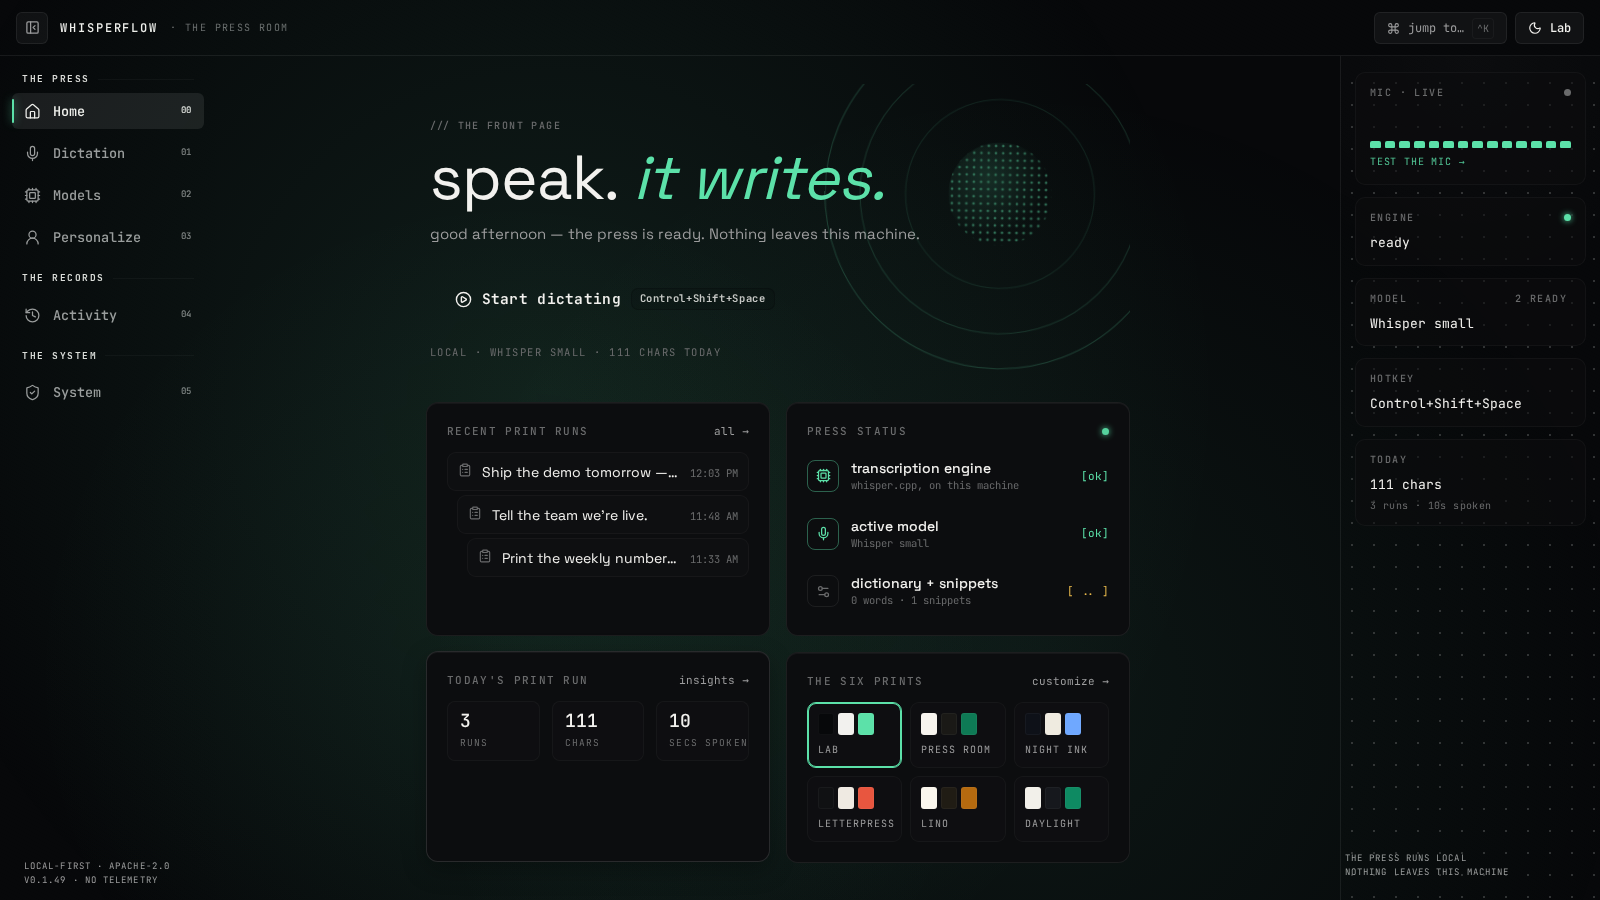 WHISPERFLOW · THE PRESS ROOM
jump to… ^K
Lab
THE PRESS
Home 00
Dictation 01
Models 02
Personalize 03
THE RECORDS
Activity 04
THE SYSTEM
System 05
LOCAL-FIRST · APACHE-2.0
V0.1.49 · NO TELEMETRY
/// THE FRONT PAGE
speak. it writes.
good afternoon — the press is ready. Nothing leaves this machine.
Start dictating Control+Shift+Space
LOCAL · WHISPER SMALL · 111 CHARS TODAY
RECENT PRINT RUNS all →
Ship the demo tomorrow —… 12:03 PM
Tell the team we're live. 11:48 AM
Print the weekly number… 11:33 AM
PRESS STATUS
transcription engine [ok]
whisper.cpp, on this machine
active model [ok]
Whisper small
dictionary + snippets [ .. ]
0 words · 1 snippets
TODAY'S PRINT RUN insights →
3 111 10
RUNS CHARS SECS SPOKEN
THE SIX PRINTS customize →
LAB PRESS ROOM NIGHT INK
LETTERPRESS LINO DAYLIGHT
MIC · LIVE
TEST THE MIC →
ENGINE
ready
MODEL 2 READY
Whisper small
HOTKEY
Control+Shift+Space
TODAY
111 chars
3 runs · 10s spoken
THE PRESS RUNS LOCAL
NOTHING LEAVES THIS MACHINE